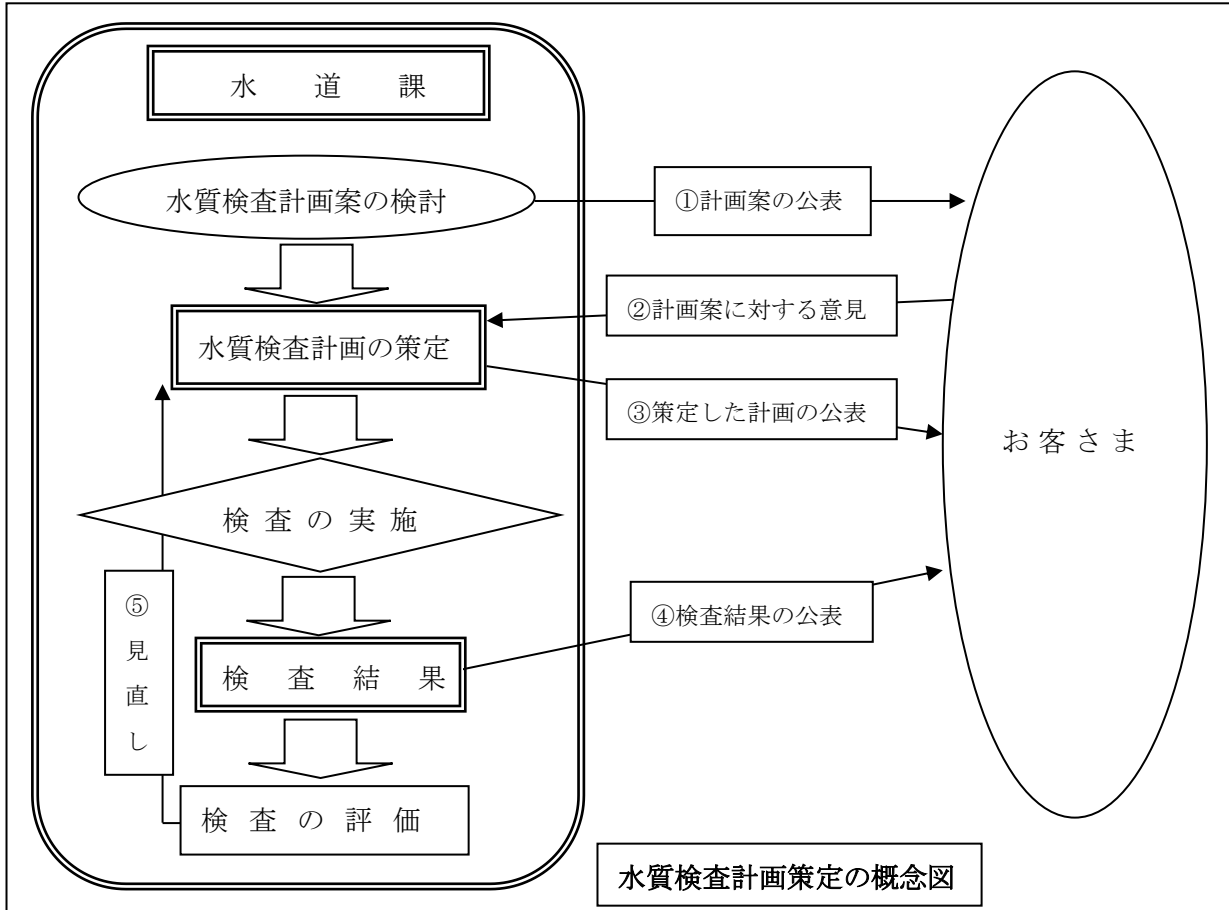 水道課
水質検査計画案の検討
①計画案の公表
②計画案に対する意見
水質検査計画の策定
③策定した計画の公表
お客さま
検査の実施
④検査結果の公表
⑤見直し
検査結果
検査の評価
水質検査計画策定の概念図